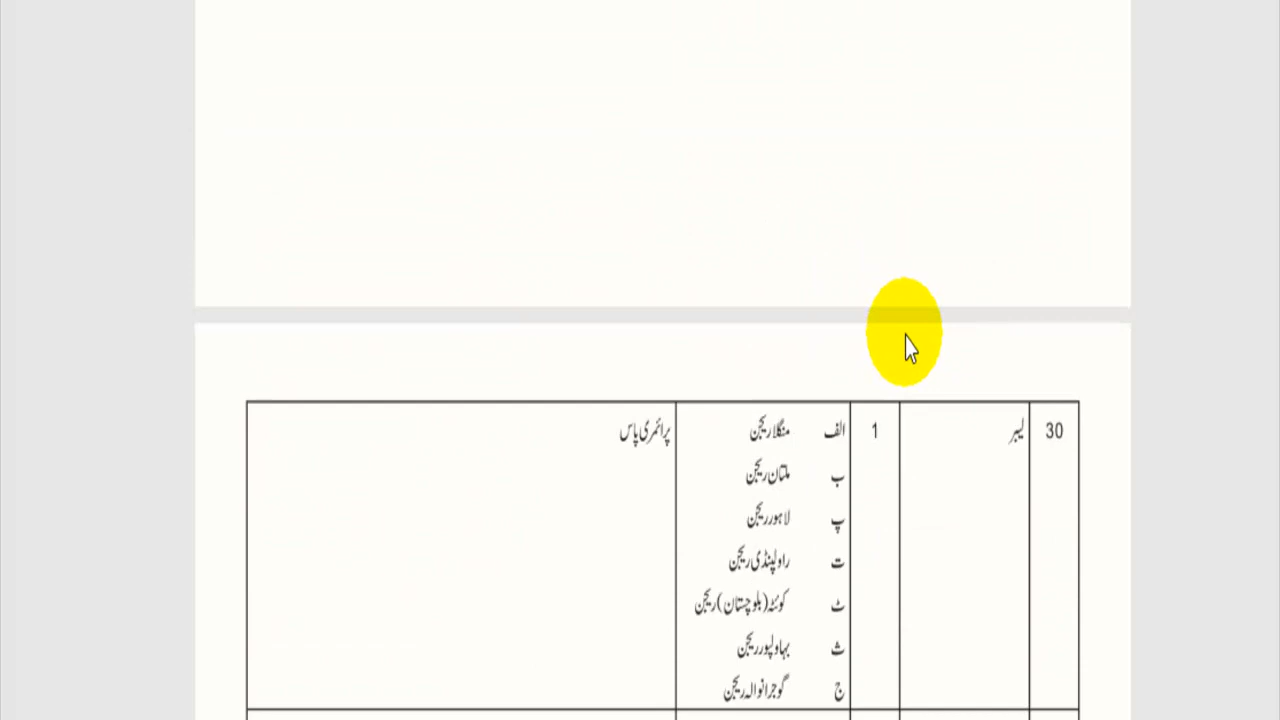 30 لیبر 1 الف منگلا ریجن پرائمری پاس
ب ملتان ریجن
پ لاہور ریجن
ت راولپنڈی ریجن
ٹ کوئٹہ (بلوچستان) ریجن
ث بہاولپور ریجن
ج گوجرانوالہ ریجن